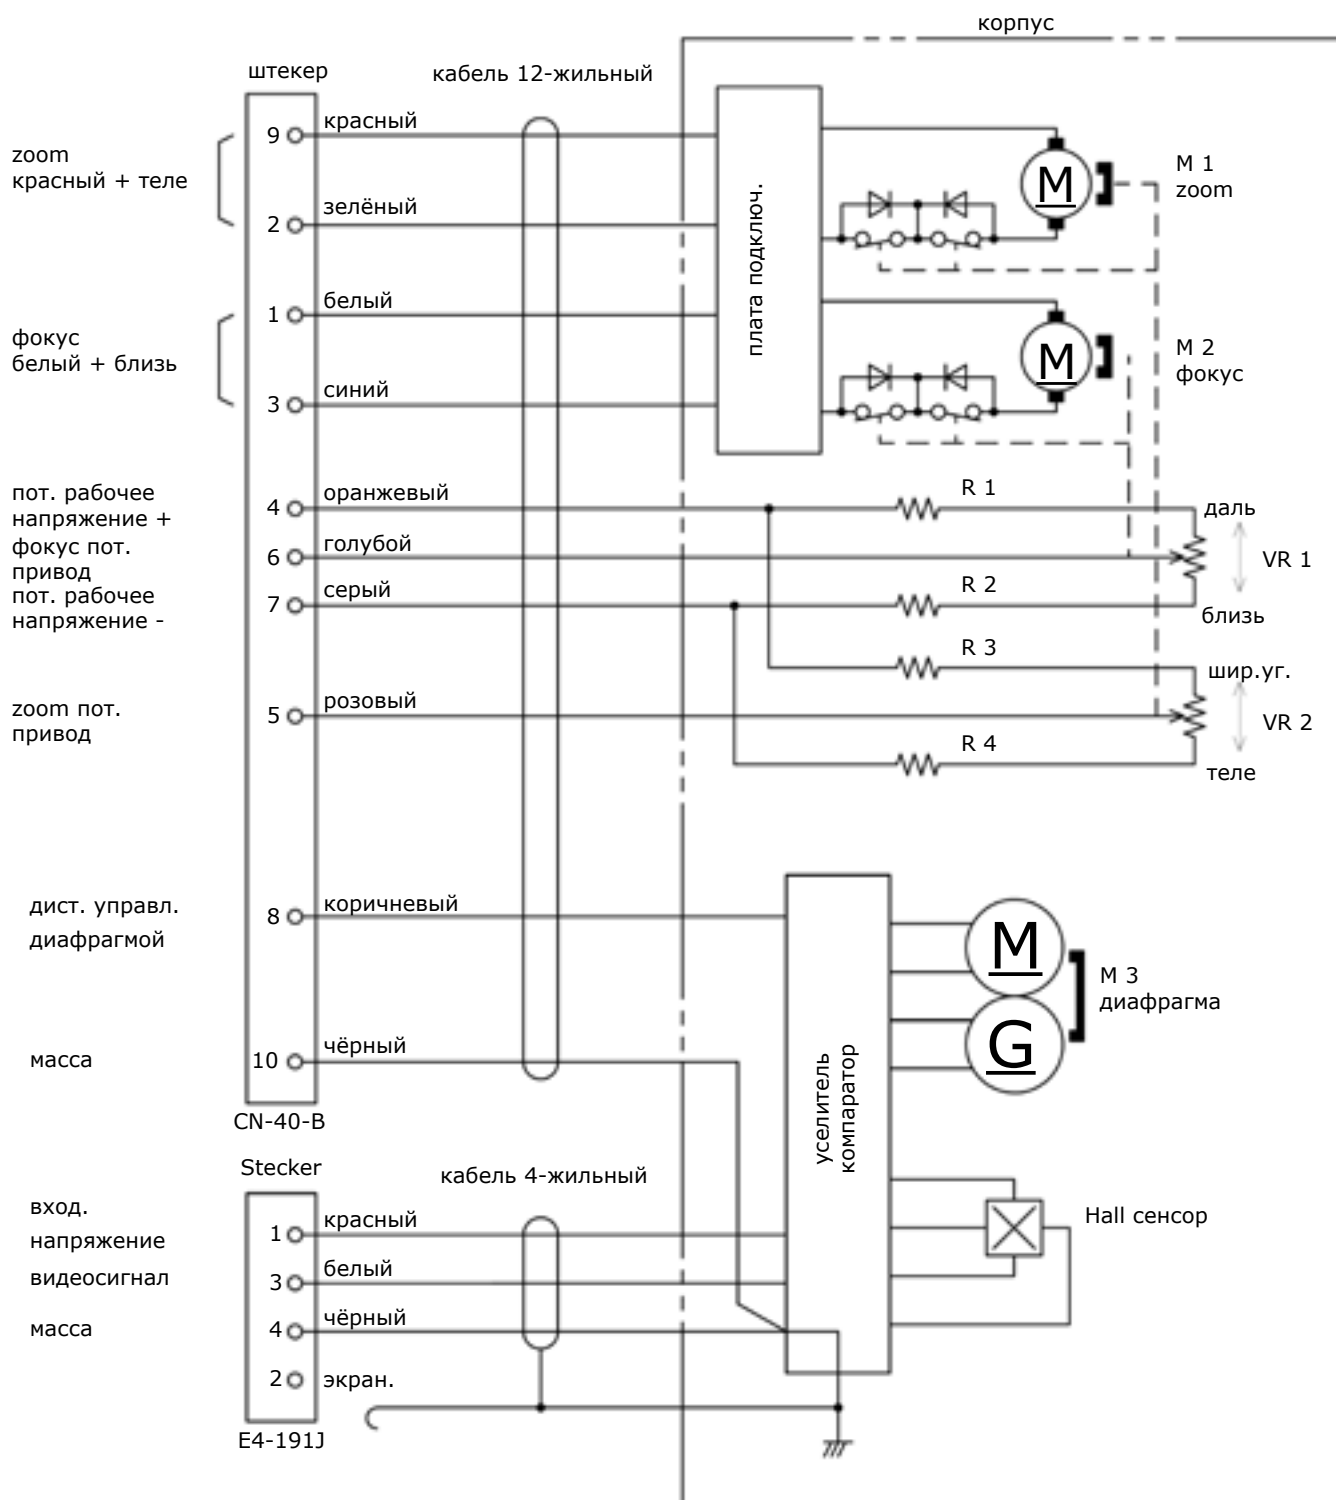 корпус
штекер
кабель 12-жильный
9
красный
zoom
красный + теле
2
зелёный
1
белый
фокус
белый + близь
3
синий
плата подключ.
M
M 1
zoom
M
M 2
фокус
пот. рабочее
напряжение +
4
оранжевый
R 1
даль
фокус пот.
привод
6
голубой
VR 1
пот. рабочее
напряжение -
7
серый
R 2
близь
R 3
шир.уг.
zoom пот.
привод
5
розовый
VR 2
R 4
теле
дист. управл.
диафрагмой
8
коричневый
M
G
M 3
диафрагма
масса
10
чёрный
уселитель
компаратор
CN-40-B
Stecker
кабель 4-жильный
вход.
напряжение
1
красный
Hall сенсор
видеосигнал
3
белый
масса
4
чёрный
2
экран.
E4-191J